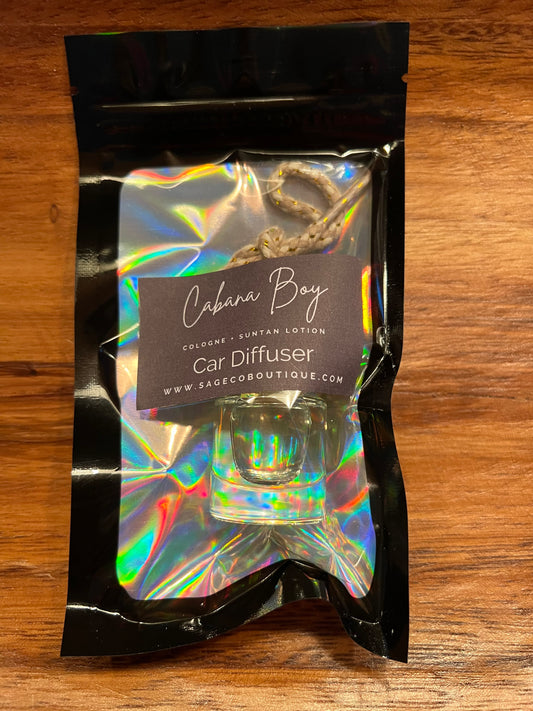 Cabana Boy
COLOGNE • SUNTAN LOTION
Car Diffuser
WWW.SAGECOBOUTIQUE.COM